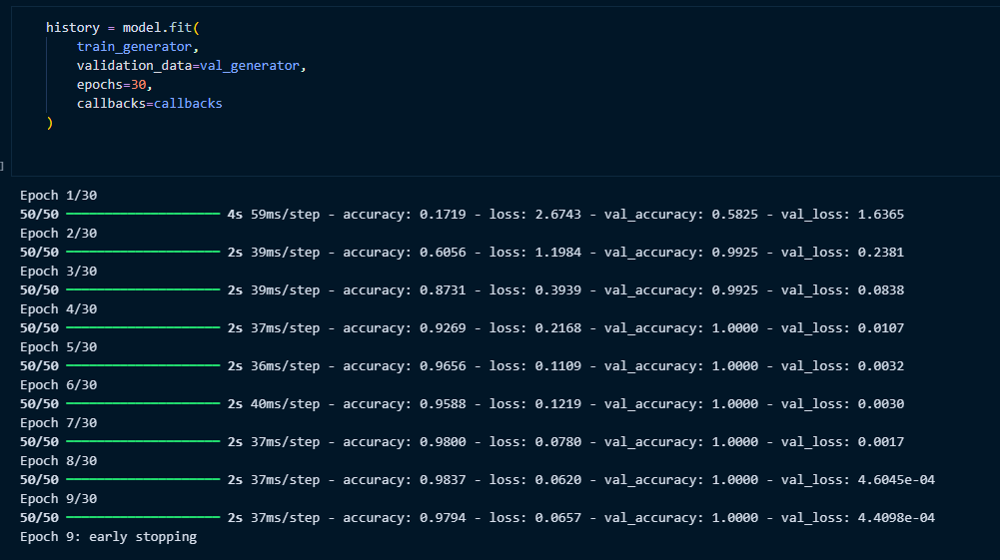 history = model.fit(
    train_generator,
    validation_data=val_generator,
    epochs=30,
    callbacks=callbacks
)
]
Epoch 1/30
50/50 ━━━━━━━━━━━━━━━━━━━━ 4s 59ms/step - accuracy: 0.1719 - loss: 2.6743 - val_accuracy: 0.5825 - val_loss: 1.6365
Epoch 2/30
50/50 ━━━━━━━━━━━━━━━━━━━━ 2s 39ms/step - accuracy: 0.6056 - loss: 1.1984 - val_accuracy: 0.9925 - val_loss: 0.2381
Epoch 3/30
50/50 ━━━━━━━━━━━━━━━━━━━━ 2s 39ms/step - accuracy: 0.8731 - loss: 0.3939 - val_accuracy: 0.9925 - val_loss: 0.0838
Epoch 4/30
50/50 ━━━━━━━━━━━━━━━━━━━━ 2s 37ms/step - accuracy: 0.9269 - loss: 0.2168 - val_accuracy: 1.0000 - val_loss: 0.0107
Epoch 5/30
50/50 ━━━━━━━━━━━━━━━━━━━━ 2s 36ms/step - accuracy: 0.9656 - loss: 0.1109 - val_accuracy: 1.0000 - val_loss: 0.0032
Epoch 6/30
50/50 ━━━━━━━━━━━━━━━━━━━━ 2s 40ms/step - accuracy: 0.9588 - loss: 0.1219 - val_accuracy: 1.0000 - val_loss: 0.0030
Epoch 7/30
50/50 ━━━━━━━━━━━━━━━━━━━━ 2s 37ms/step - accuracy: 0.9800 - loss: 0.0780 - val_accuracy: 1.0000 - val_loss: 0.0017
Epoch 8/30
50/50 ━━━━━━━━━━━━━━━━━━━━ 2s 37ms/step - accuracy: 0.9837 - loss: 0.0620 - val_accuracy: 1.0000 - val_loss: 4.6045e-04
Epoch 9/30
50/50 ━━━━━━━━━━━━━━━━━━━━ 2s 37ms/step - accuracy: 0.9794 - loss: 0.0657 - val_accuracy: 1.0000 - val_loss: 4.4098e-04
Epoch 9: early stopping